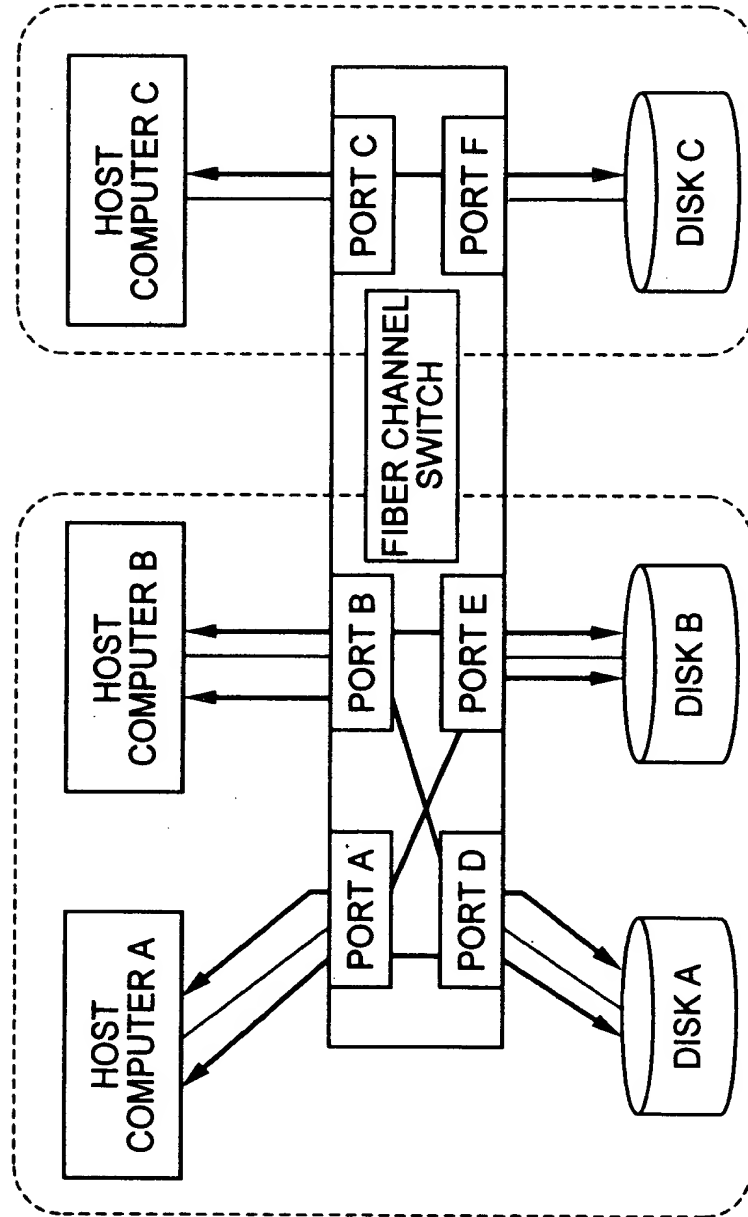 HOST
COMPUTER A
HOST
COMPUTER B
HOST
COMPUTER C
PORT A
PORT B
PORT C
FIBER CHANNEL
SWITCH
PORT D
PORT E
PORT F
DISK A
DISK B
DISK C